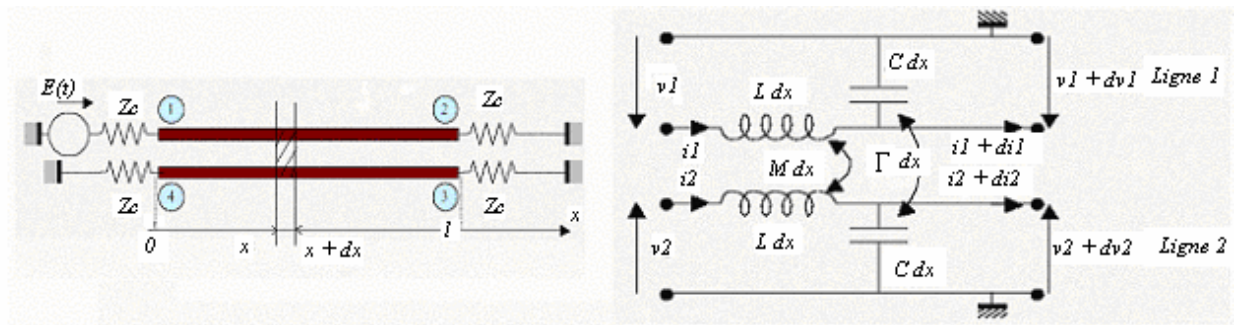 E(t)
Zc
1
2
Zc
Zc
4
3
Zc
0
x
x + dx
l
x
C dx
v1
L dx
v1 + dv1 Ligne 1
i1
i2
M dx
Γ dx
i1 + di1
i2 + di2
v2
L dx
C dx
v2 + dv2 Ligne 2